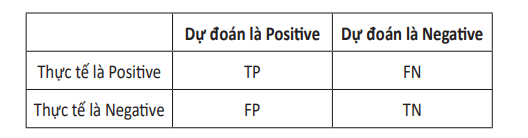 Dự đoán là Positive Dự đoán là Negative
Thực tế là Positive TP FN
Thực tế là Negative FP TN